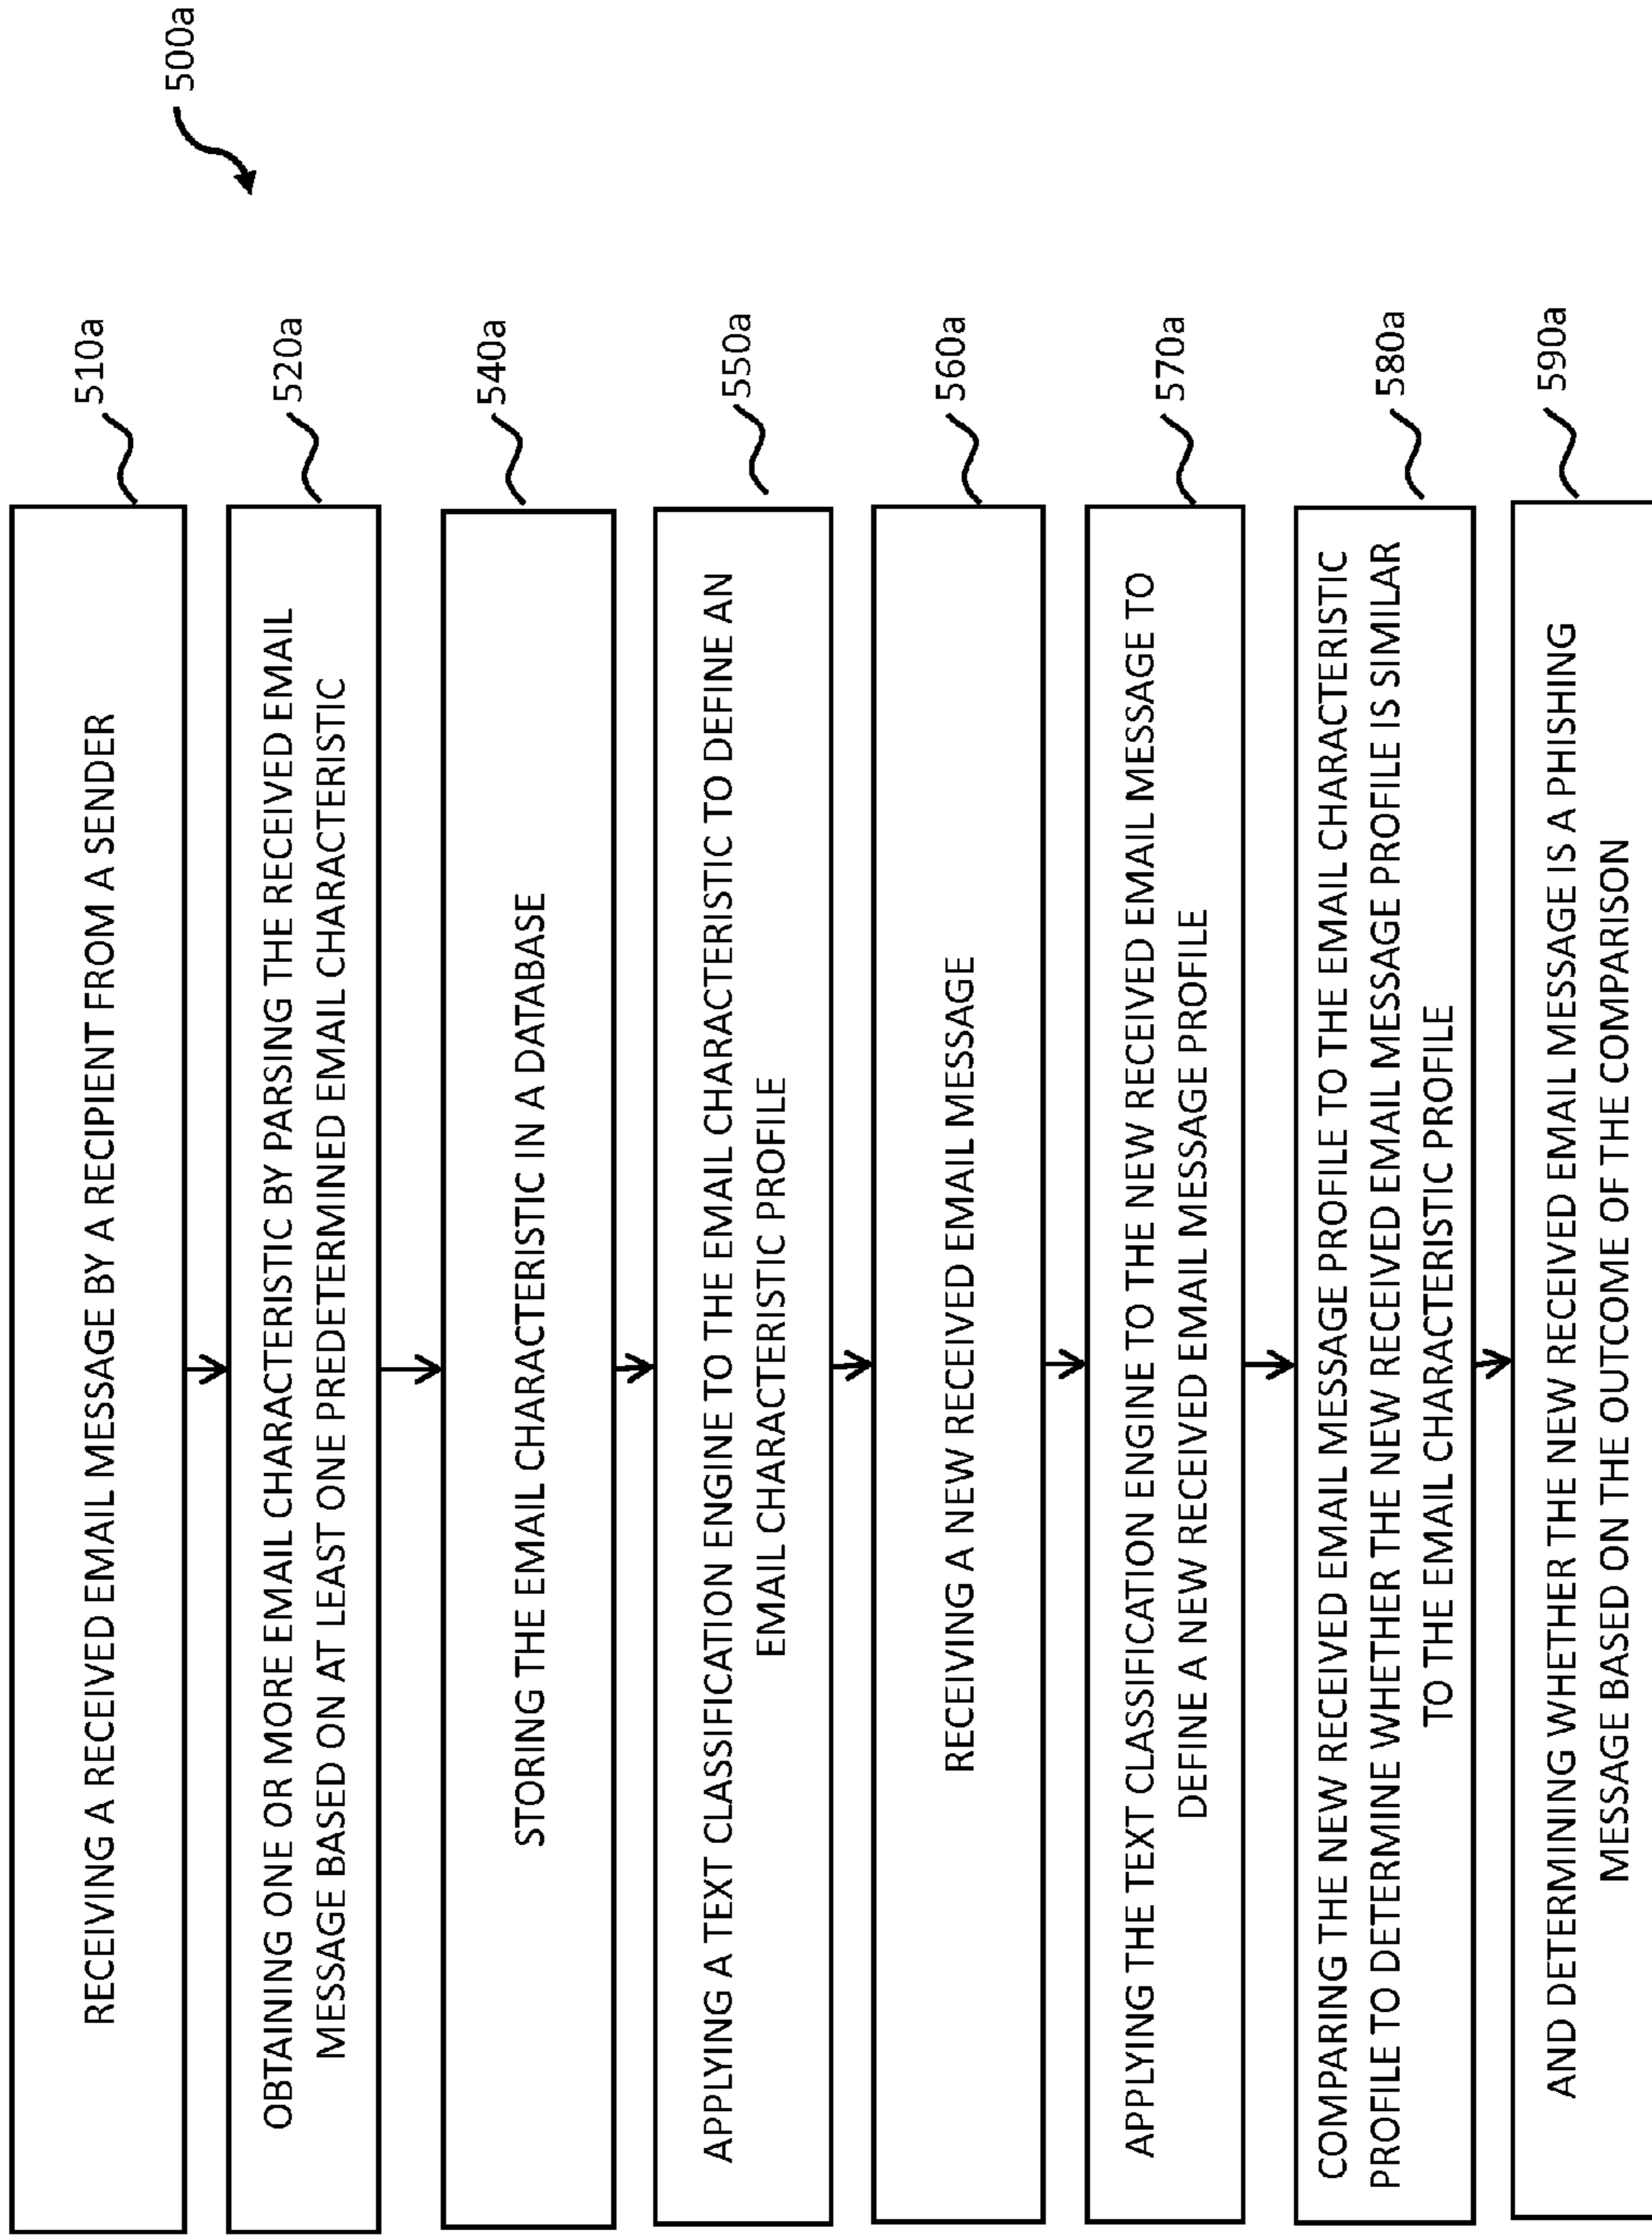 500a
RECEIVING A RECEIVED EMAIL MESSAGE BY A RECIPIENT FROM A SENDER
510a
OBTAINING ONE OR MORE EMAIL CHARACTERISTIC BY PARSING THE RECEIVED EMAIL
MESSAGE BASED ON AT LEAST ONE PREDETERMINED EMAIL CHARACTERISTIC
520a
STORING THE EMAIL CHARACTERISTIC IN A DATABASE
540a
APPLYING A TEXT CLASSIFICATION ENGINE TO THE EMAIL CHARACTERISTIC TO DEFINE AN
EMAIL CHARACTERISTIC PROFILE
550a
RECEIVING A NEW RECEIVED EMAIL MESSAGE
560a
APPLYING THE TEXT CLASSIFICATION ENGINE TO THE NEW RECEIVED EMAIL MESSAGE TO
DEFINE A NEW RECEIVED EMAIL MESSAGE PROFILE
570a
COMPARING THE NEW RECEIVED EMAIL MESSAGE PROFILE TO THE EMAIL CHARACTERISTIC
PROFILE TO DETERMINE WHETHER THE NEW RECEIVED EMAIL MESSAGE PROFILE IS SIMILAR
TO THE EMAIL CHARACTERISTIC PROFILE
580a
AND DETERMINING WHETHER THE NEW RECEIVED EMAIL MESSAGE IS A PHISHING
MESSAGE BASED ON THE OUTCOME OF THE COMPARISON
590a